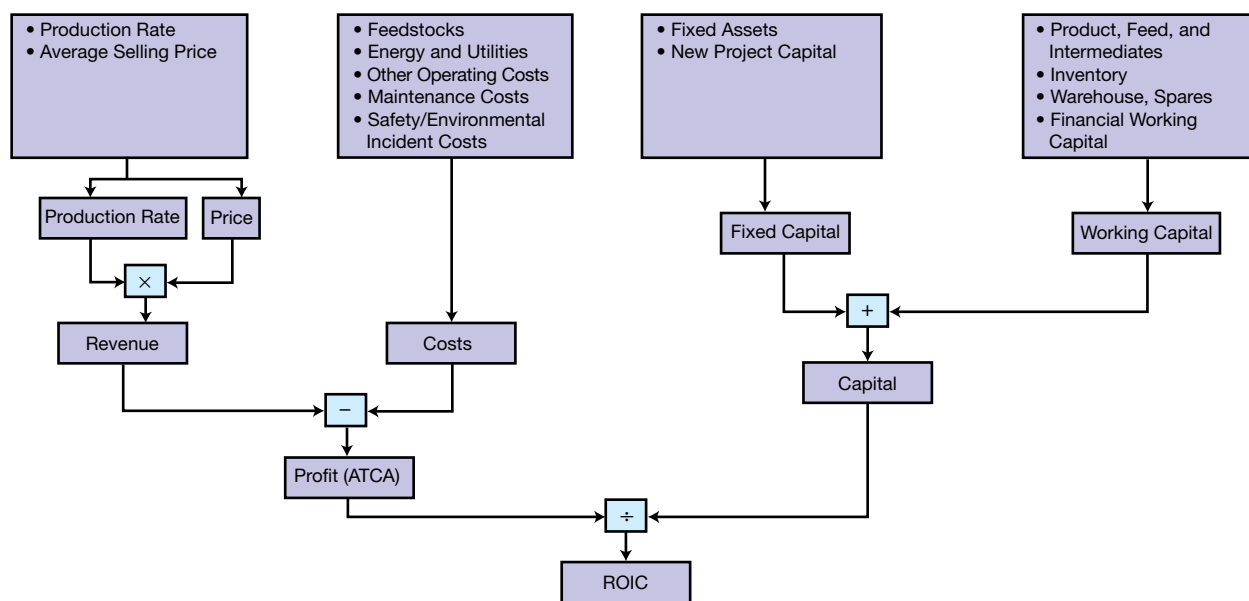 • Production Rate
• Average Selling Price
• Feedstocks
• Energy and Utilities
• Other Operating Costs
• Maintenance Costs
• Safety/Environmental
Incident Costs
• Fixed Assets
• New Project Capital
• Product, Feed, and
Intermediates
• Inventory
• Warehouse, Spares
• Financial Working
Capital
Production Rate
Price
Fixed Capital
Working Capital
×
+
Revenue
Costs
Capital
−
Profit (ATCA)
÷
ROIC